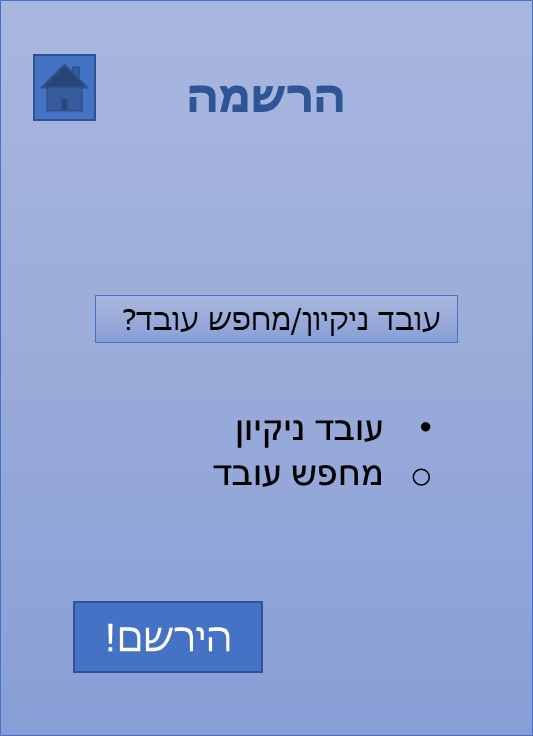 הרשמה
עובד ניקיון/מחפש עובד?
• עובד ניקיון
○ מחפש עובד
הירשם!